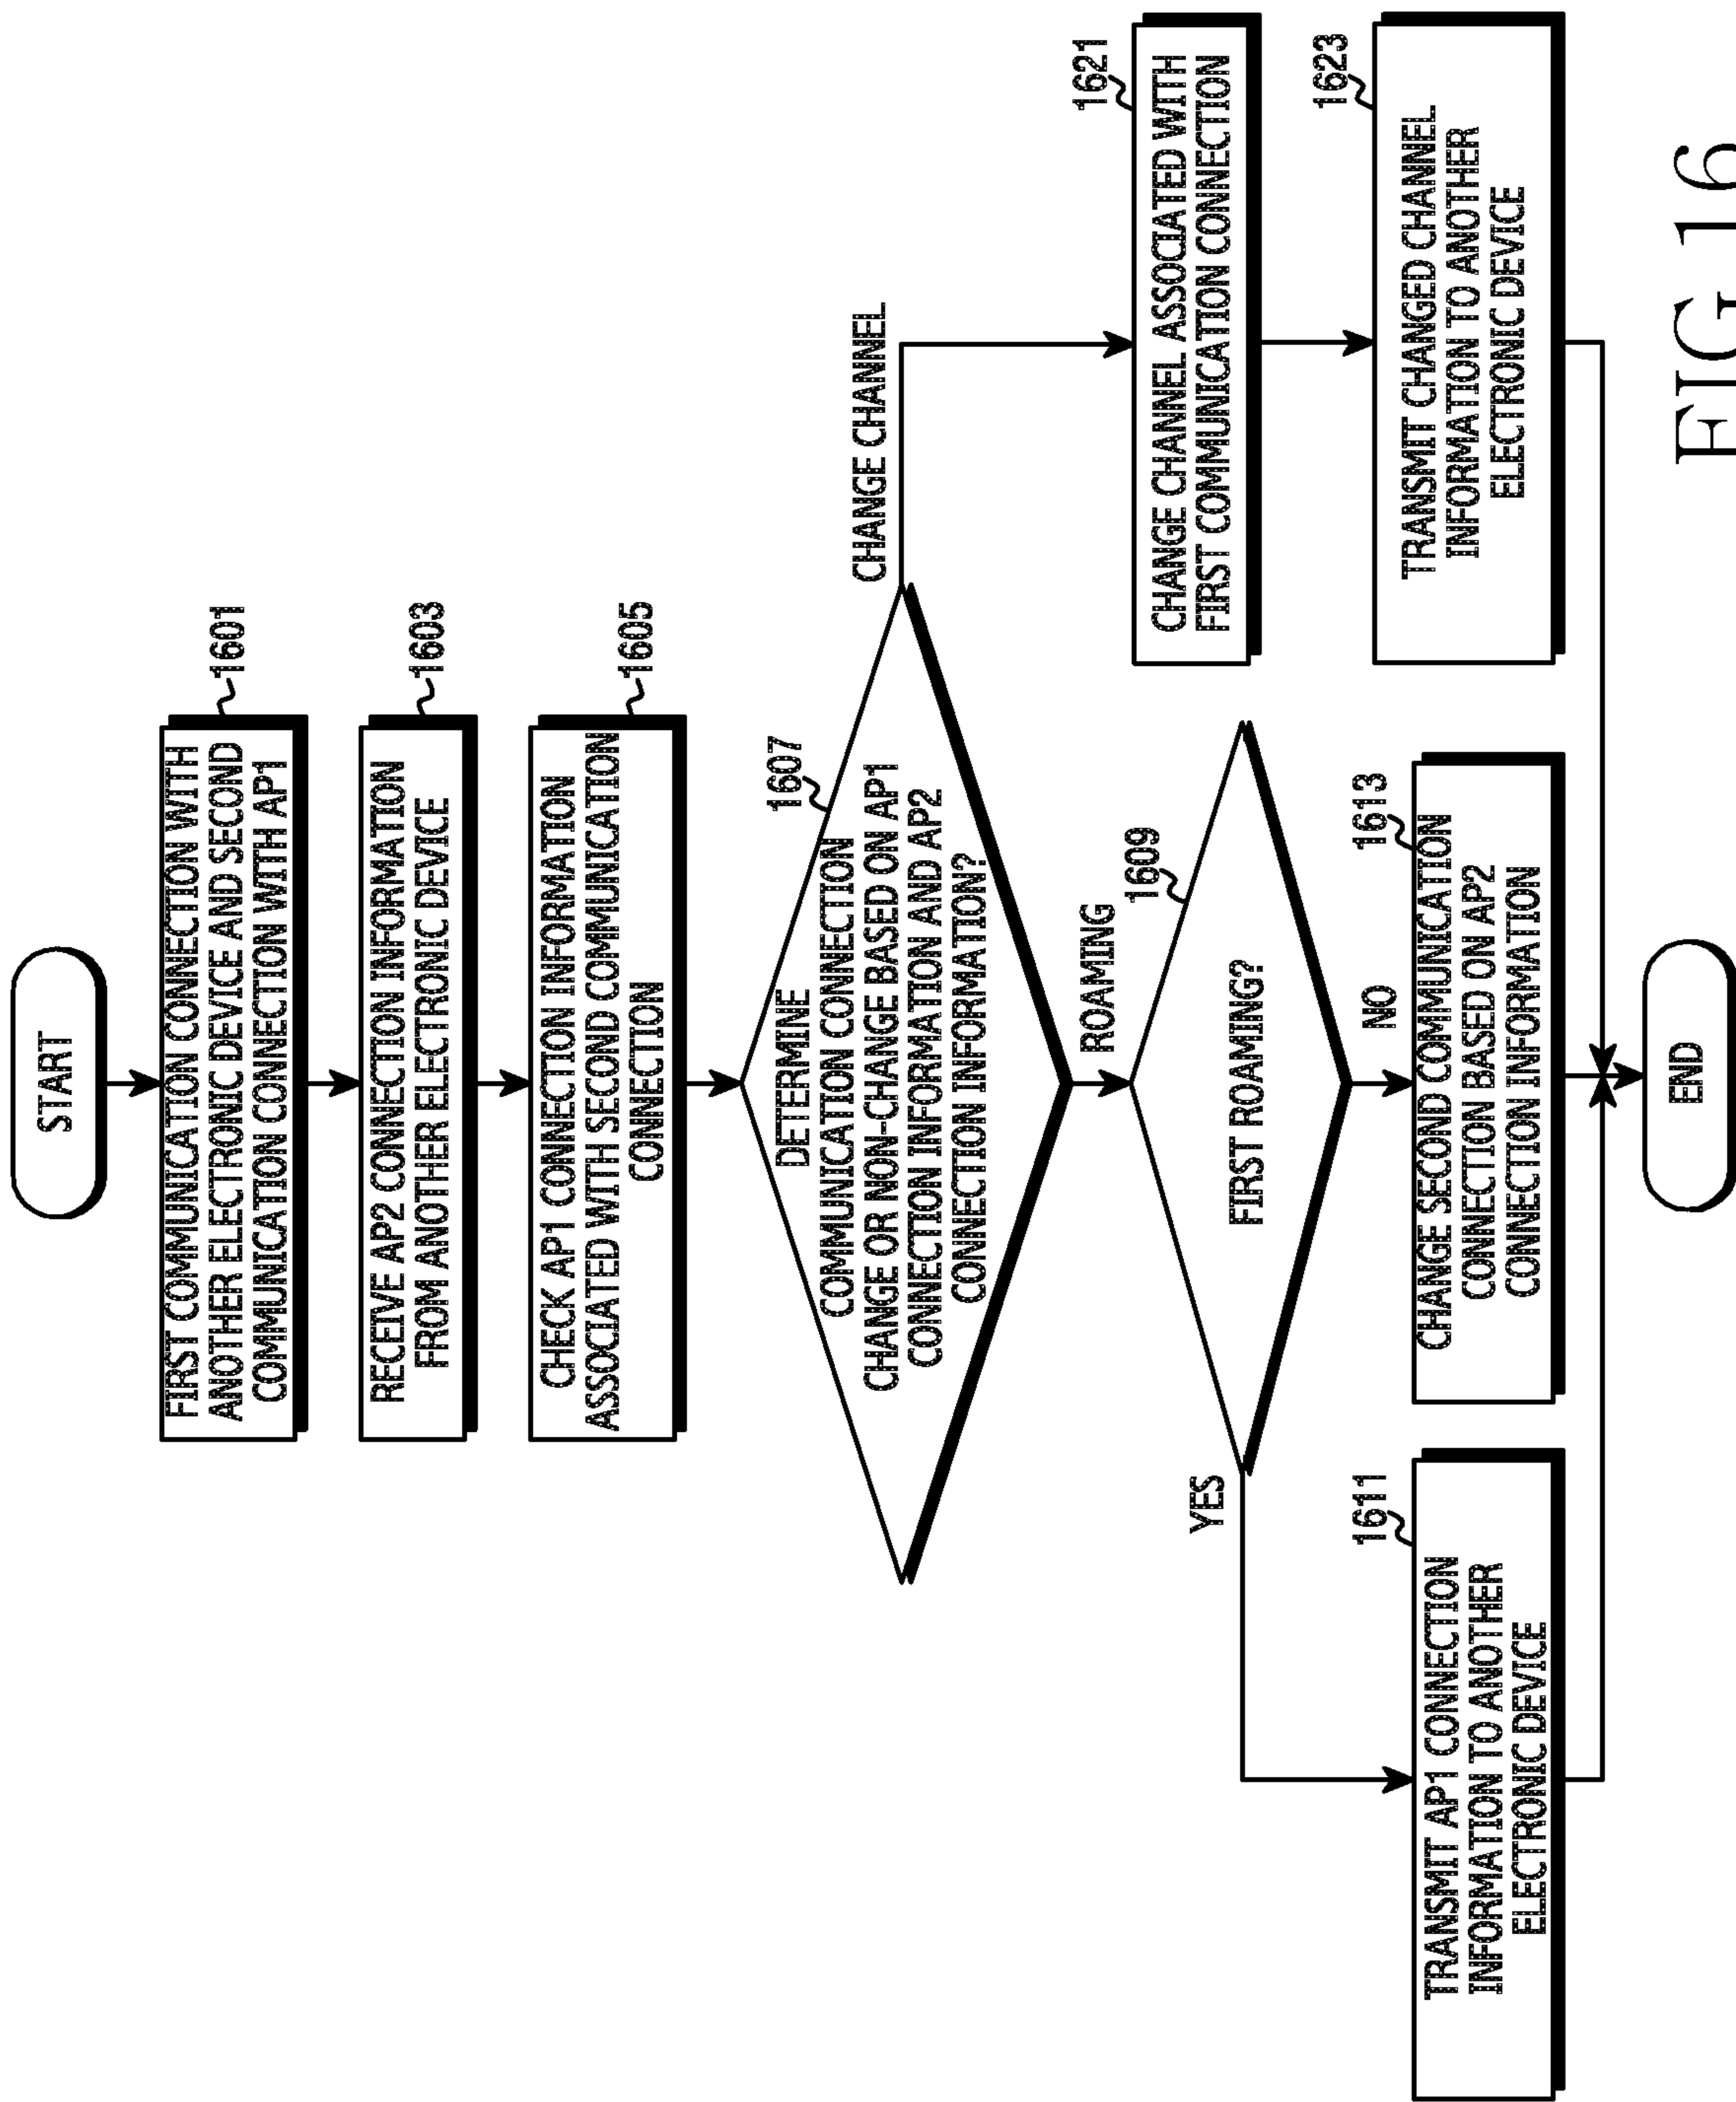 START
1601
FIRST COMMUNICATION CONNECTION WITH
ANOTHER ELECTRONIC DEVICE AND SECOND
COMMUNICATION CONNECTION WITH AP1
1603
RECEIVE AP2 CONNECTION INFORMATION
FROM ANOTHER ELECTRONIC DEVICE
1605
CHECK AP1 CONNECTION INFORMATION
ASSOCIATED WITH SECOND COMMUNICATION
CONNECTION
1607
DETERMINE
COMMUNICATION CONNECTION
CHANGE OR NON-CHANGE BASED ON AP1
CONNECTION INFORMATION AND AP2
CONNECTION INFORMATION?
CHANGE CHANNEL
ROAMING
1609
FIRST ROAMING?
YES
NO
1611
TRANSMIT AP1 CONNECTION
INFORMATION TO ANOTHER
ELECTRONIC DEVICE
1613
CHANGE SECOND COMMUNICATION
CONNECTION BASED ON AP2
CONNECTION INFORMATION
1621
CHANGE CHANNEL ASSOCIATED WITH
FIRST COMMUNICATION CONNECTION
1623
TRANSMIT CHANGED CHANNEL
INFORMATION TO ANOTHER
ELECTRONIC DEVICE
END
FIG.16